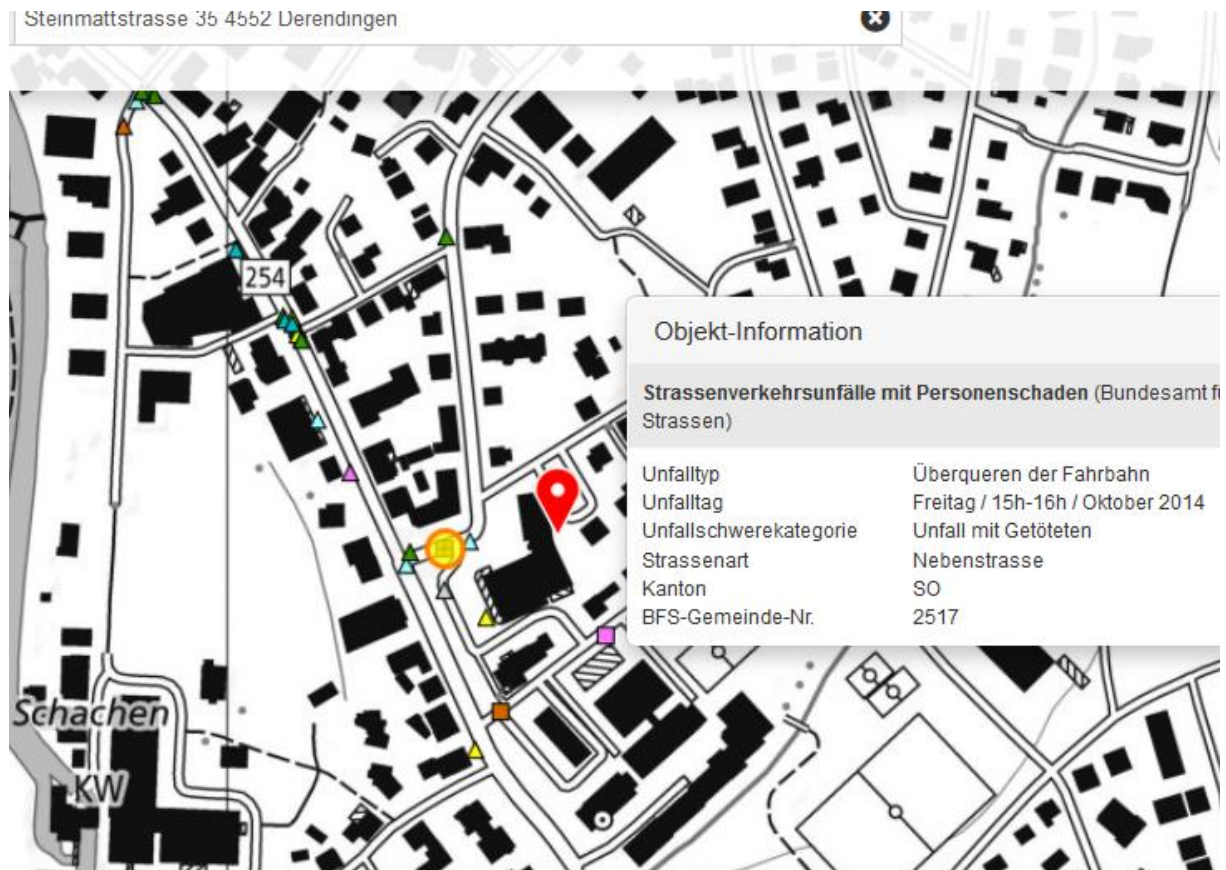 Steinmattstrasse 35 4552 Derendingen
254
Objekt-Information
Strassenverkehrsunfälle mit Personenschaden (Bundesamt fü
Strassen)
Unfalltyp Überqueren der Fahrbahn
Unfalltag Freitag / 15h-16h / Oktober 2014
Unfallschwerekategorie Unfall mit Getöteten
Strassenart Nebenstrasse
Kanton SO
BFS-Gemeinde-Nr. 2517
Schachen
KW